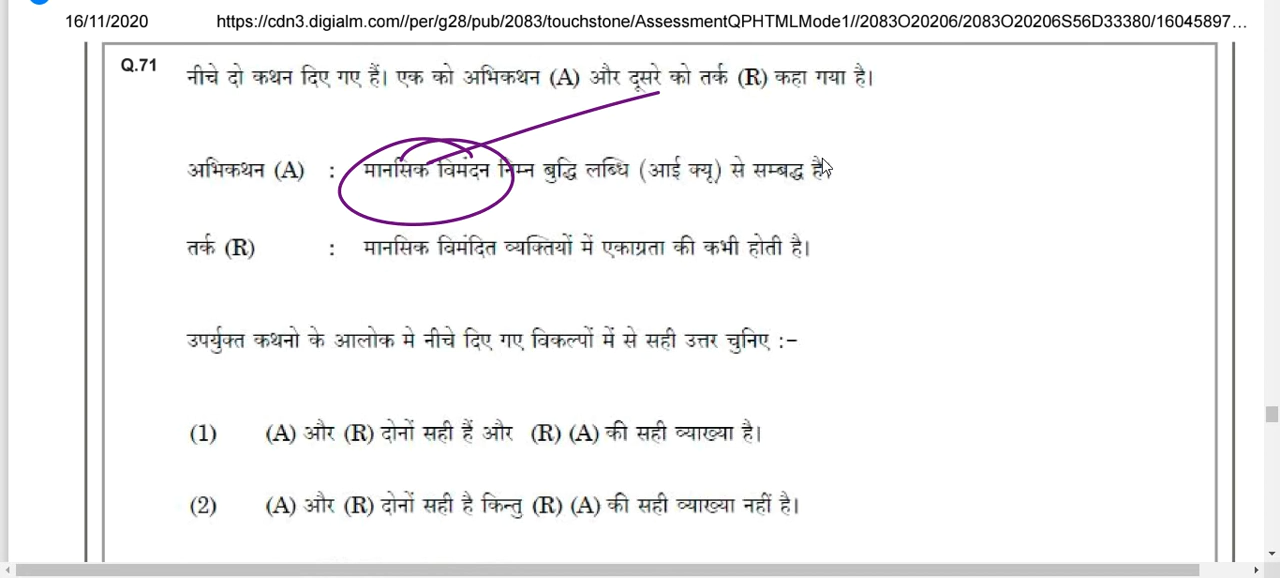 16/11/2020 https://cdn3.digialm.com//per/g28/pub/2083/touchstone/AssessmentQPHTMLMode1//2083O20206/2083O20206S56D33380/16045897...
Q.71 नीचे दो कथन दिए गए हैं। एक को अभिकथन (A) और दूसरे को तर्क (R) कहा गया है।
अभिकथन (A) : मानसिक विमंदन निम्न बुद्धि लब्धि (आई क्यू) से सम्बद्ध है
तर्क (R) : मानसिक विमंदित व्यक्तियों में एकाग्रता की कभी होती है।
उपर्युक्त कथनो के आलोक मे नीचे दिए गए विकल्पों में से सही उत्तर चुनिए :-
(1) (A) और (R) दोनों सही हैं और (R) (A) की सही व्याख्या है।
(2) (A) और (R) दोनों सही है किन्तु (R) (A) की सही व्याख्या नहीं है।